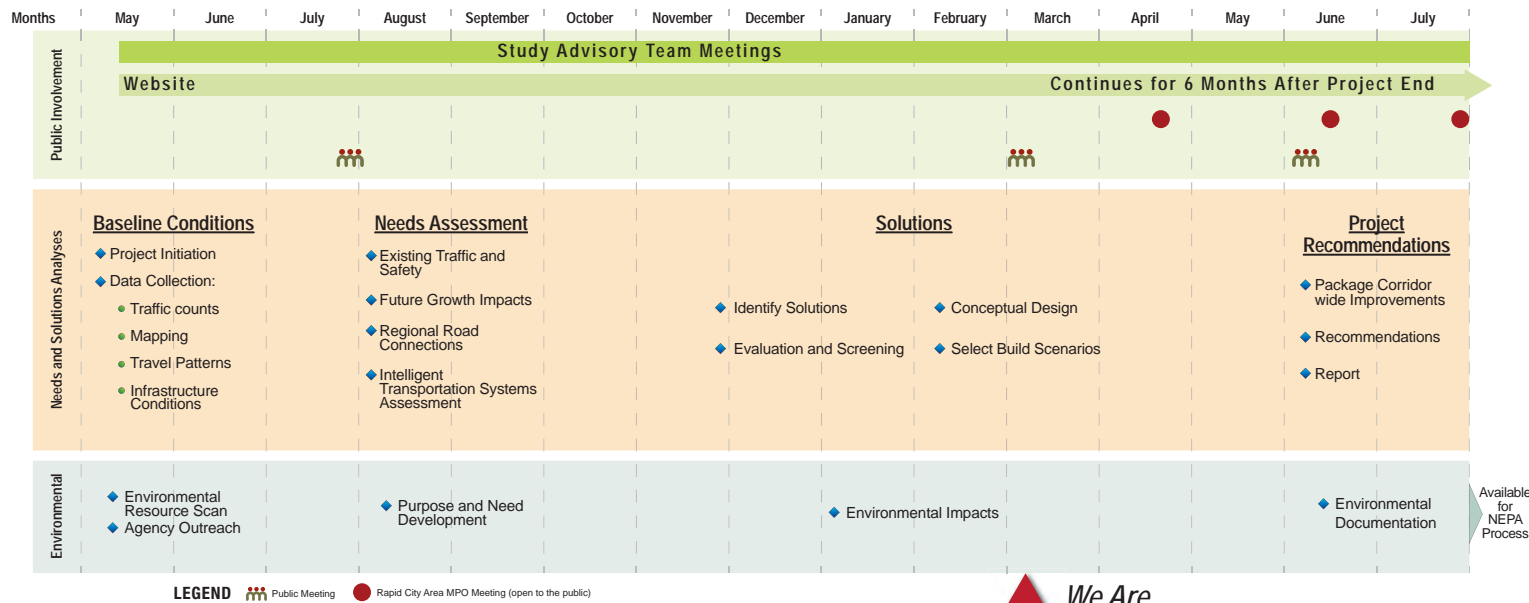 Months May June July August September October November December January February March April May June July
Public Involvement
Study Advisory Team Meetings
Website Continues for 6 Months After Project End
Needs and Solutions Analyses
Baseline Conditions
Project Initiation
Data Collection:
Traffic counts
Mapping
Travel Patterns
Infrastructure
Conditions
Needs Assessment
Existing Traffic and
Safety
Future Growth Impacts
Regional Road
Connections
Intelligent
Transportation Systems
Assessment
Solutions
Identify Solutions
Evaluation and Screening
Conceptual Design
Select Build Scenarios
Project
Recommendations
Package Corridor
wide Improvements
Recommendations
Report
Environmental
Environmental
Resource Scan
Agency Outreach
Purpose and Need
Development
Environmental Impacts
Environmental
Documentation
Available
for
NEPA
Process
LEGEND Public Meeting Rapid City Area MPO Meeting (open to the public)
We Are